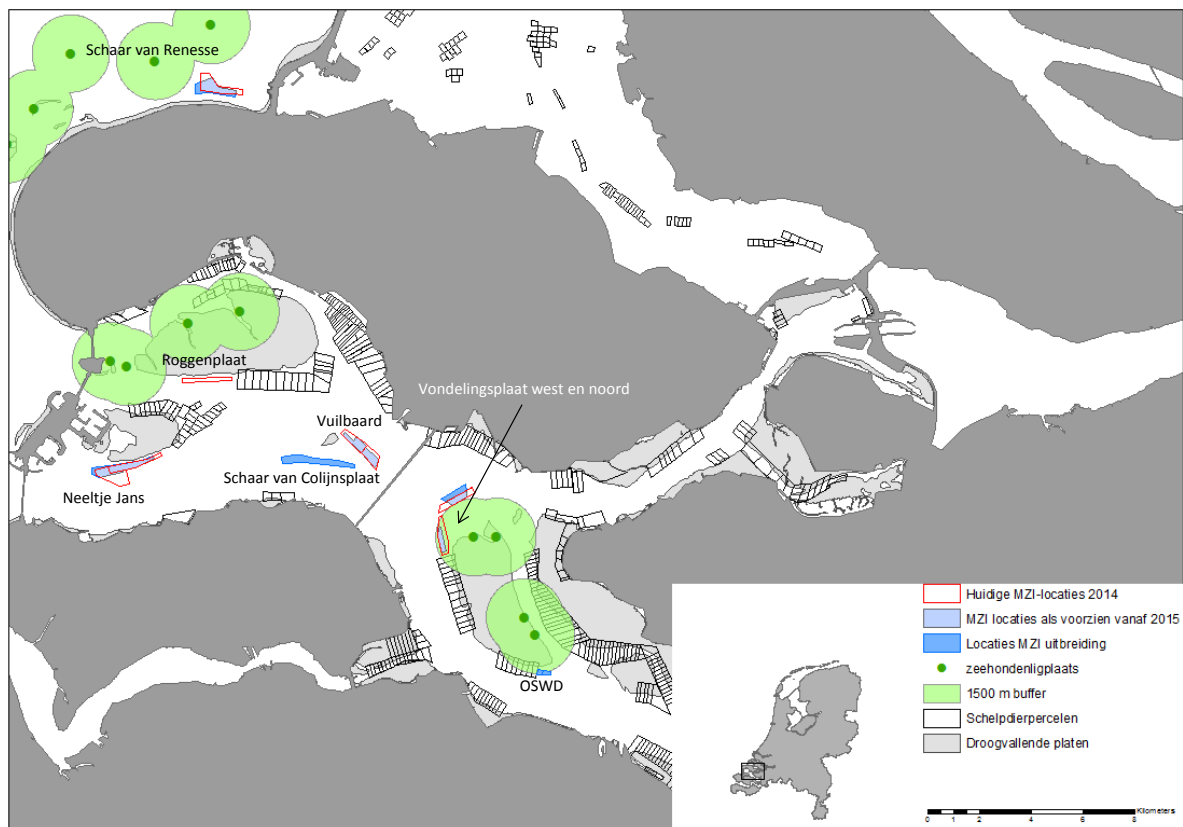 Schaar van Renesse
Roggenplaat
Vondelingsplaat west en noord
Vuilbaard
Schaar van Colijnsplaat
Neeltje Jans
OSWD
Huidige MZI-locaties 2014
MZI locaties als voorzien vanaf 2015
Locaties MZI uitbreiding
zeehondenligplaats
1500 m buffer
Schelpdierpercelen
Droogvallende platen
Kilometers
0 1 2 4 6 8